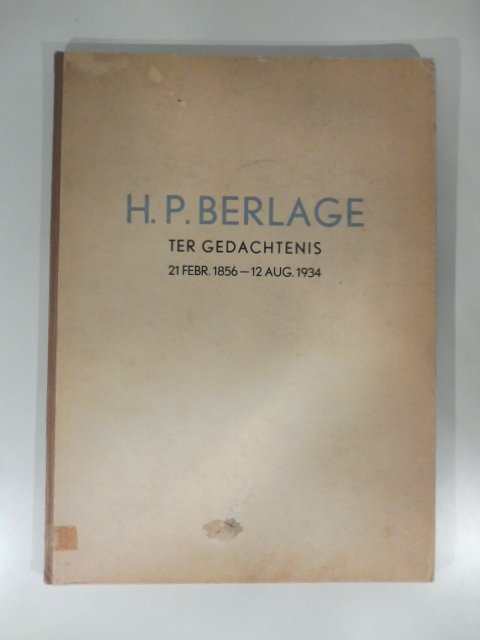 H. P. BERLAGE
TER GEDACHTENIS
21 FEBR. 1856 — 12 AUG. 1934